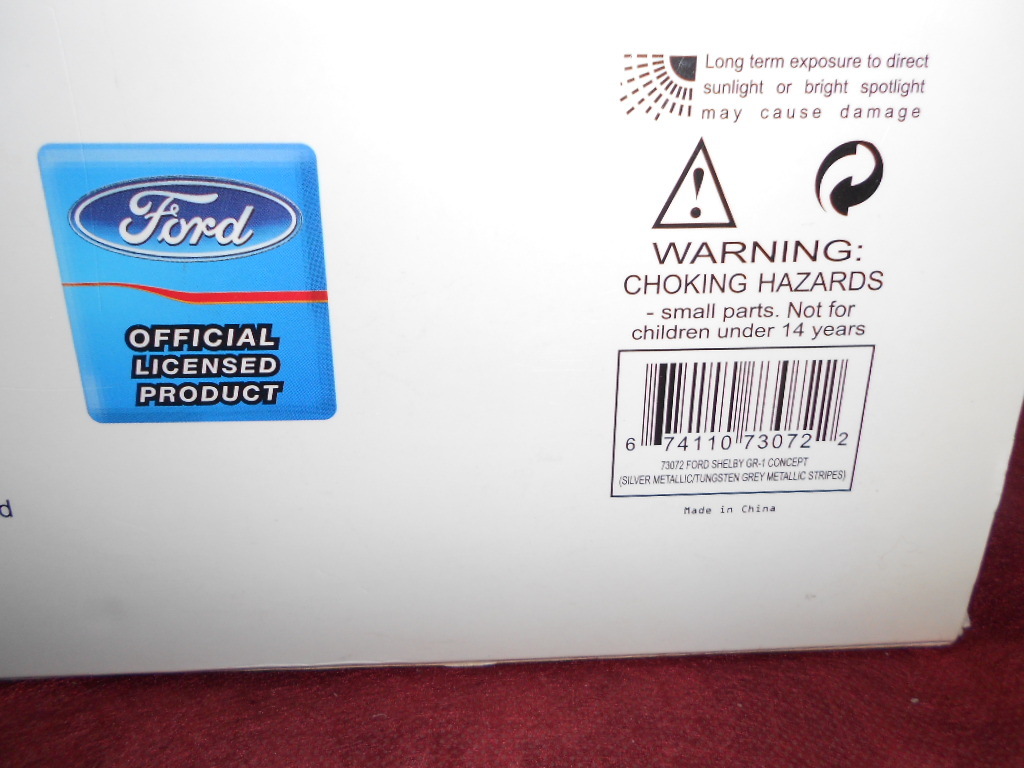 Long term exposure to direct
sunlight or bright spotlight
may cause damage
Ford
OFFICIAL
LICENSED
PRODUCT
WARNING:
CHOKING HAZARDS
- small parts. Not for
children under 14 years
6 74110 73072 2
73072 FORD SHELBY GR-1 CONCEPT
(SILVER METALLIC/TUNGSTEN GREY METALLIC STRIPES)
Made in China
d